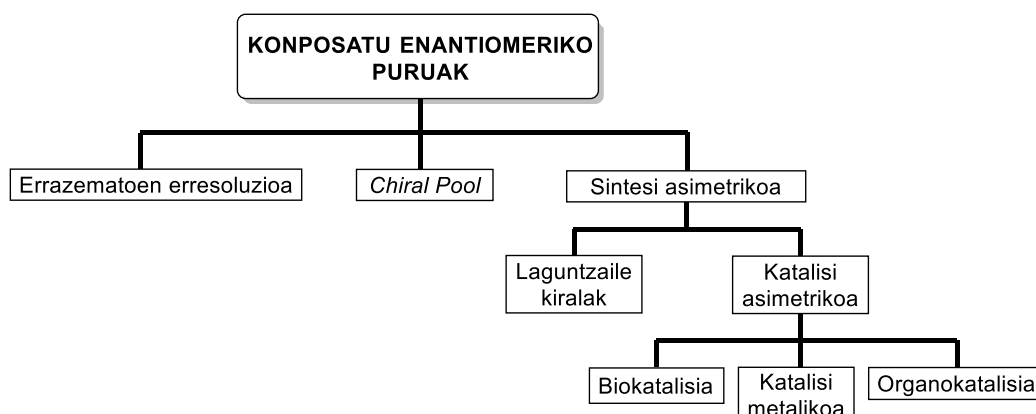 KONPOSATU ENANTIOMERIKO
PURUAK
Errazematoen erresoluzioa
Chiral Pool
Sintesi asimetrikoa
Laguntzaile
kiralak
Katalisi
asimetrikoa
Biokatalisia
Katalisi
metalikoa
Organokatalisia